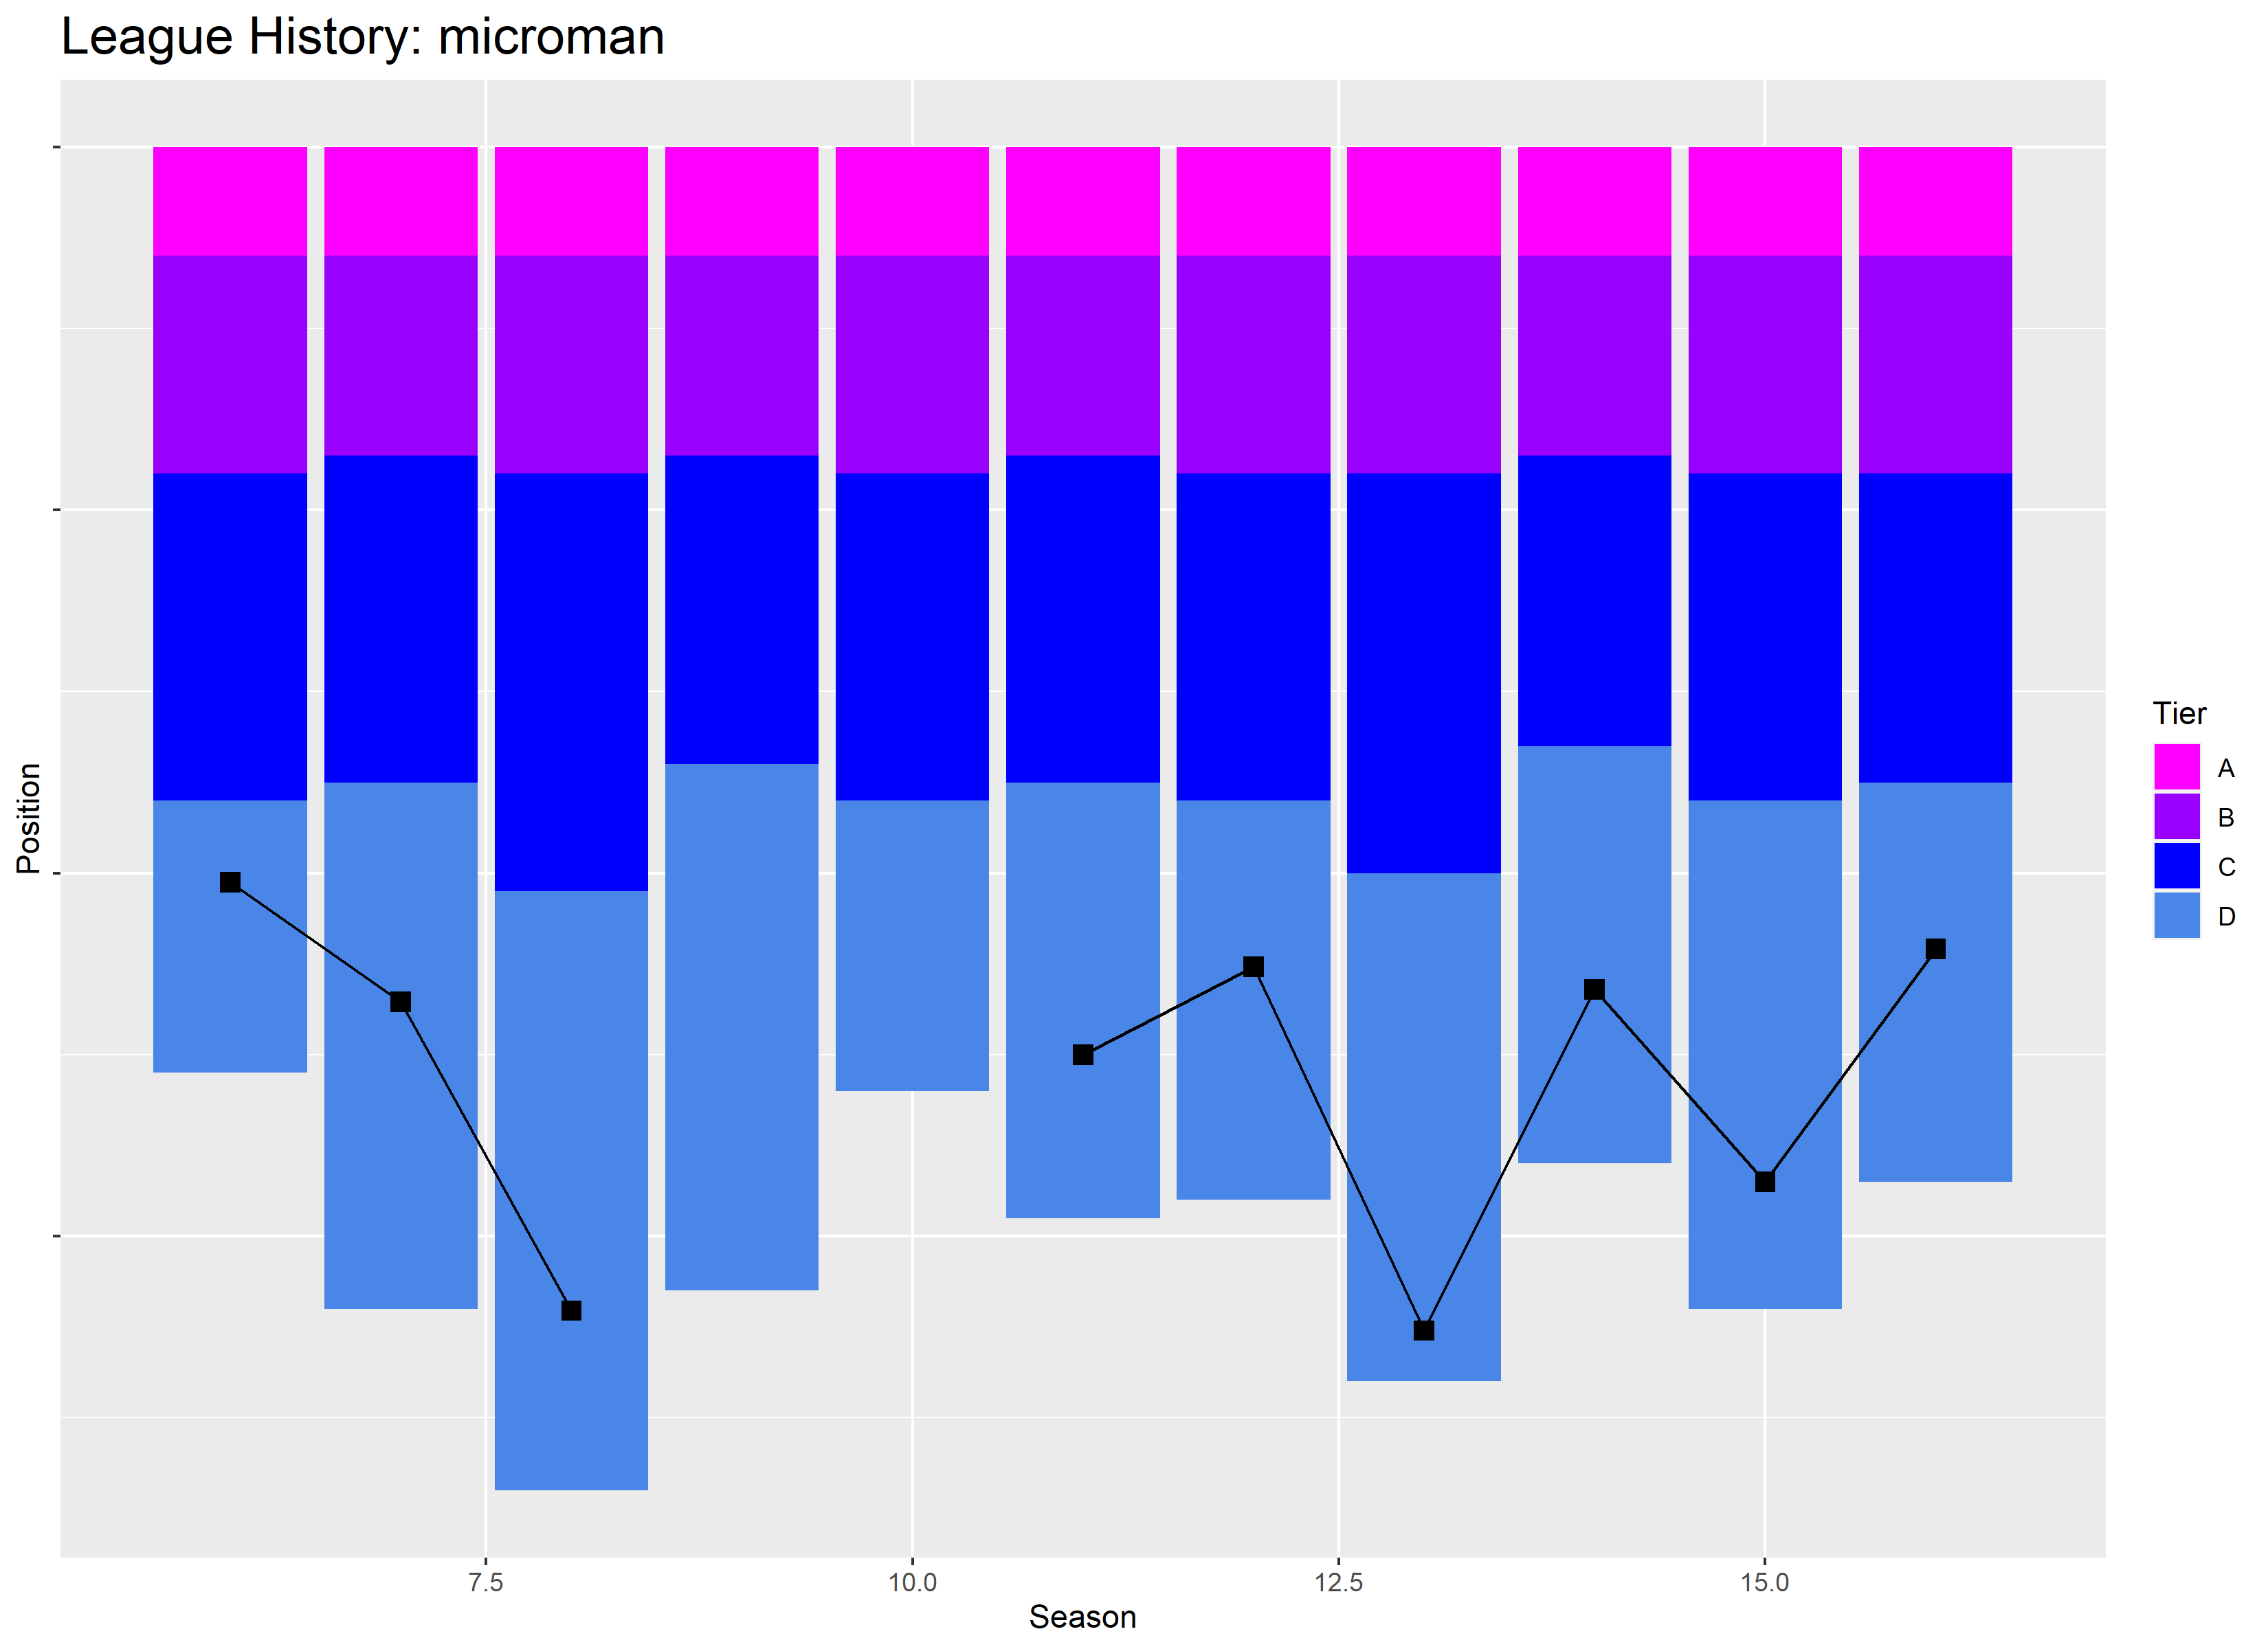 League History: microman
Position
7.5
10.0
12.5
15.0
Season
Tier
A
B
C
D